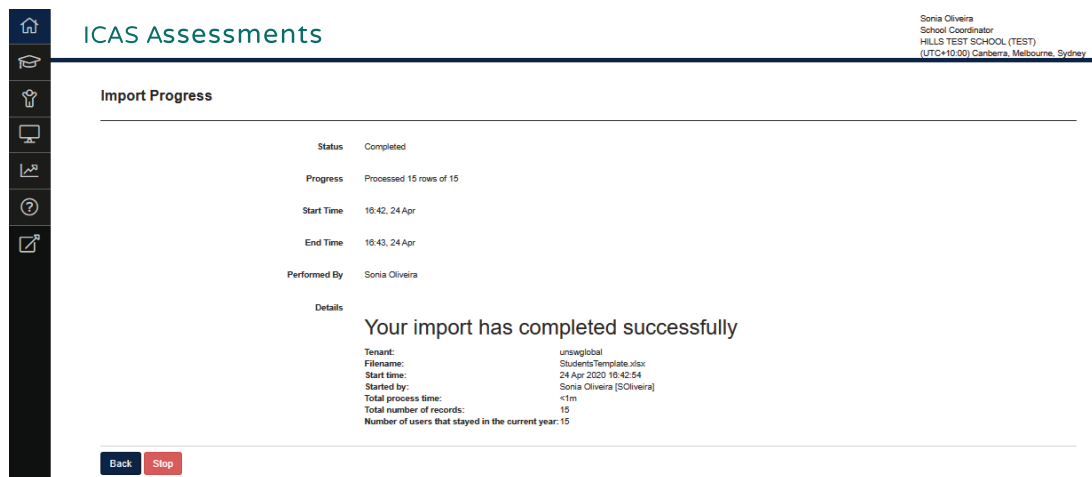 ICAS Assessments
Sonia Oliveira
School Coordinator
HILLS TEST SCHOOL (TEST)
(UTC+10:00) Canberra, Melbourne, Sydney
Import Progress
Status Completed
Progress Processed 15 rows of 15
Start Time 16:42, 24 Apr
End Time 16:43, 24 Apr
Performed By Sonia Oliveira
Details
Your import has completed successfully
Tenant: unswglobal
Filename: StudentsTemplate.xlsx
Start time: 24 Apr 2020 16:42:54
Started by: Sonia Oliveira [SOliveira]
Total process time: <1m
Total number of records: 15
Number of users that stayed in the current year: 15
Back Stop